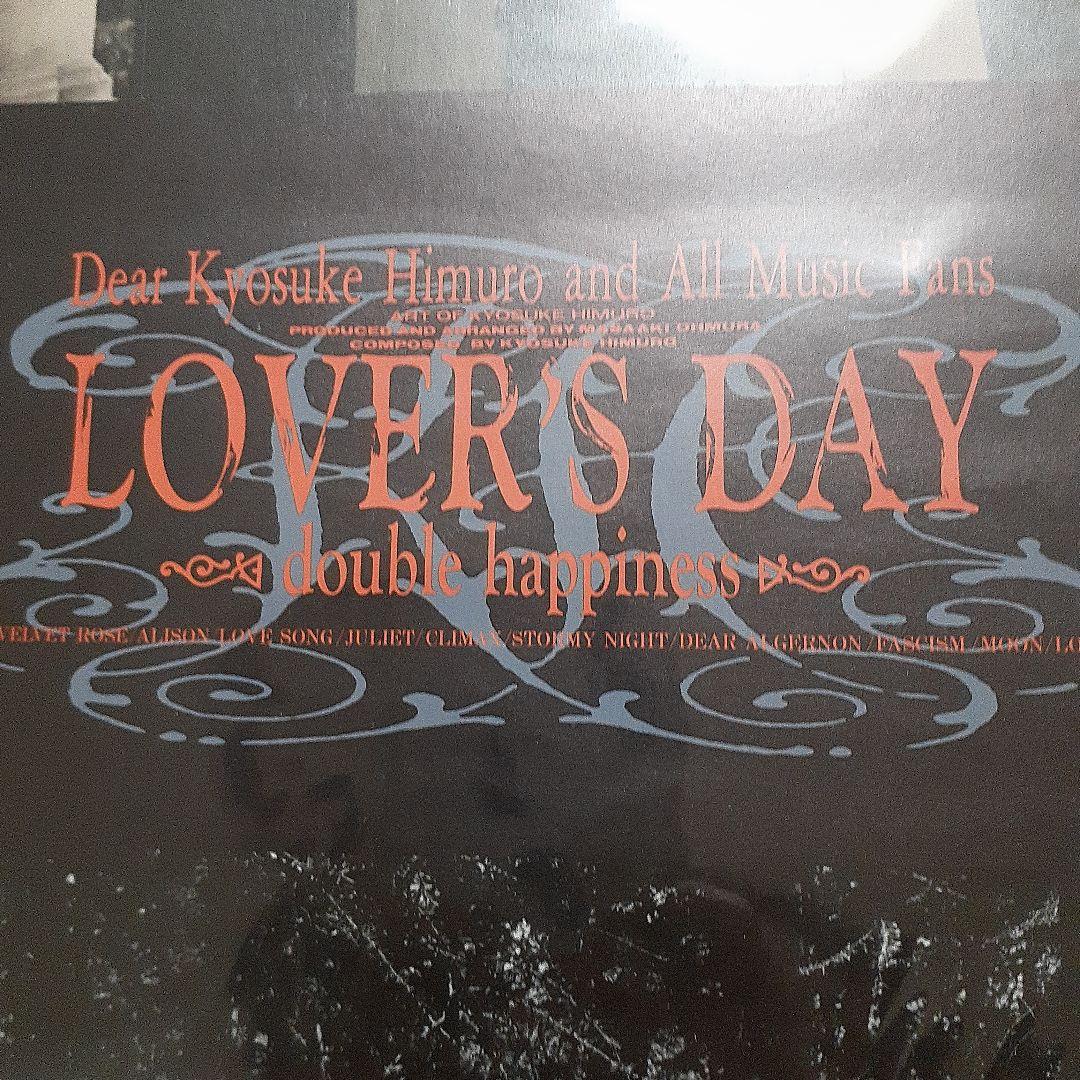 Dear Kyosuke Himuro and All Music Fans
ART OF KYOSUKE HIMURO
PRODUCED AND ARRANGED BY MASAAKI OHMURA
COMPOSED BY KYOSUKE HIMURO
LOVER'S DAY
double happiness
VELVET ROSE/ALISON/LOVE SONG/JULIET/CLIMAX/STORMY NIGHT/DEAR ALGERNON/FASCISM/MOON/LO